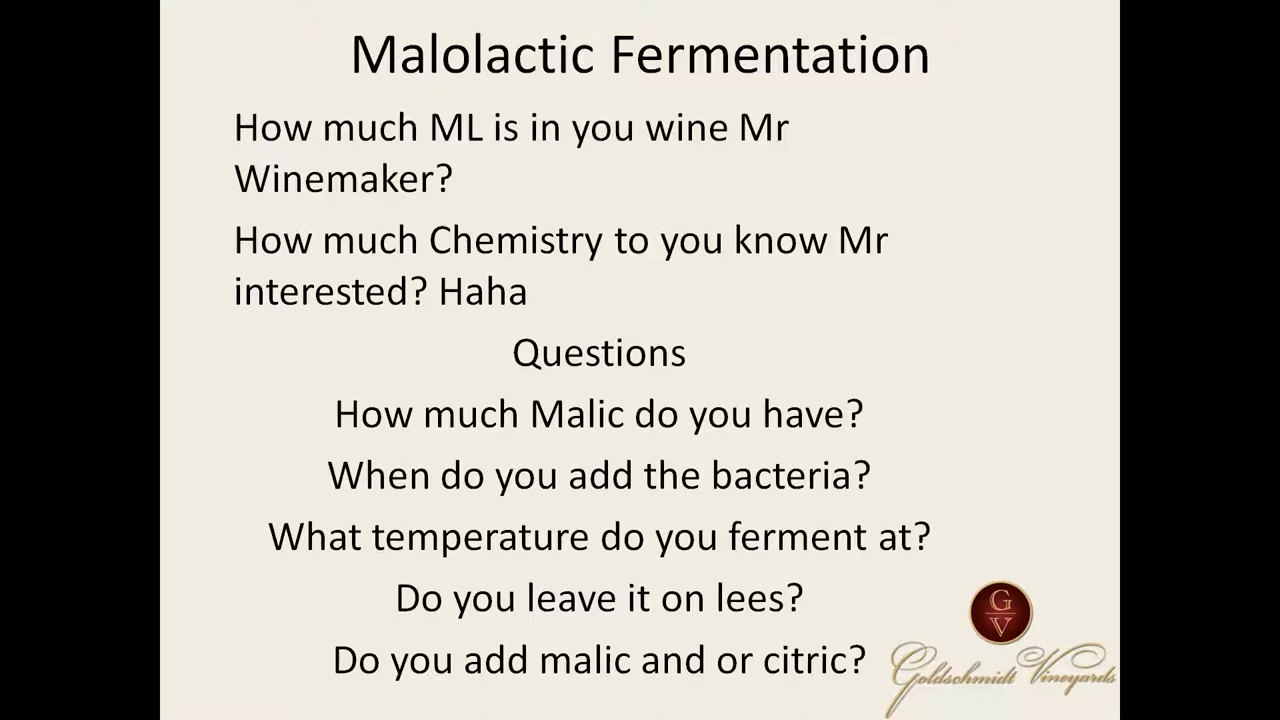 Malolactic Fermentation
How much ML is in you wine Mr
Winemaker?
How much Chemistry to you know Mr
interested? Haha
Questions
How much Malic do you have?
When do you add the bacteria?
What temperature do you ferment at?
Do you leave it on lees?
Do you add malic and or citric?
G
V
Goldschmidt Vineyards